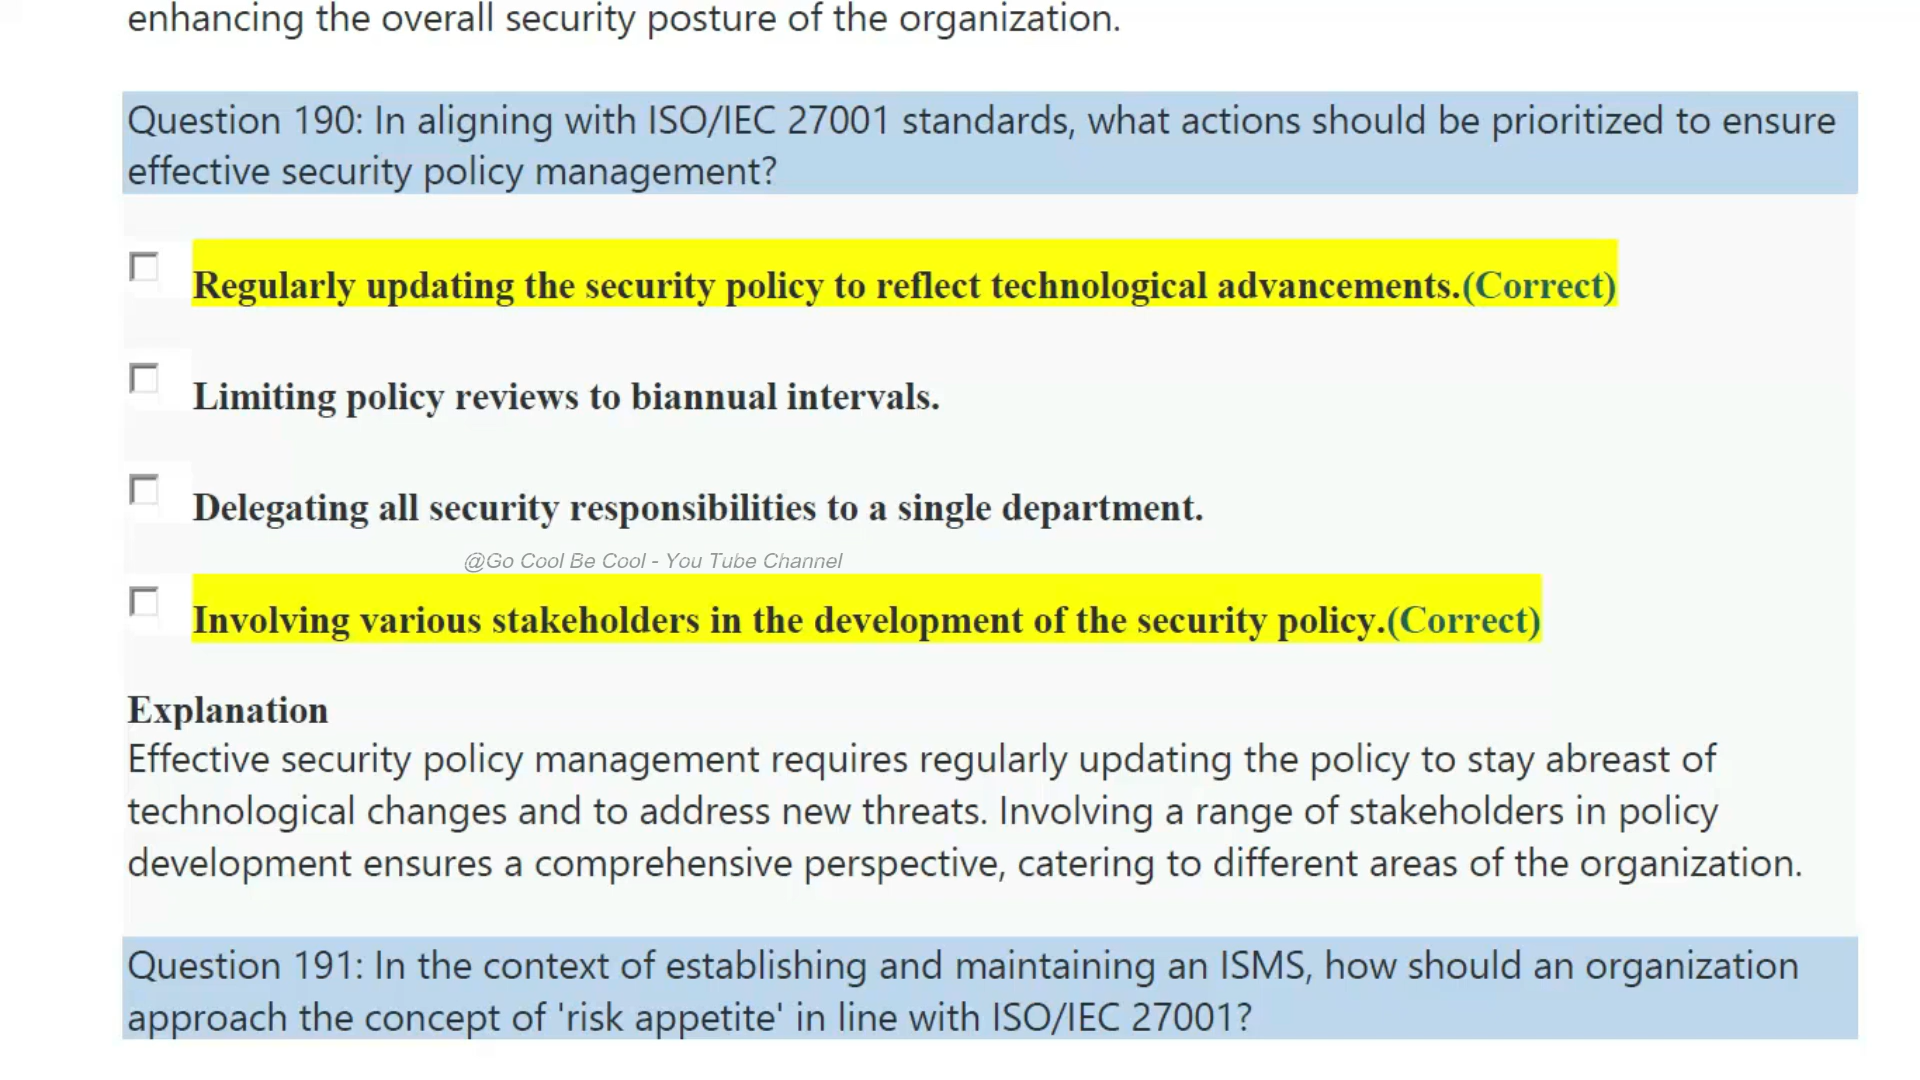 enhancing the overall security posture of the organization.
Question 190: In aligning with ISO/IEC 27001 standards, what actions should be prioritized to ensure
effective security policy management?
Regularly updating the security policy to reflect technological advancements.(Correct)
Limiting policy reviews to biannual intervals.
Delegating all security responsibilities to a single department.
@Go Cool Be Cool - You Tube Channel
Involving various stakeholders in the development of the security policy.(Correct)
Explanation
Effective security policy management requires regularly updating the policy to stay abreast of
technological changes and to address new threats. Involving a range of stakeholders in policy
development ensures a comprehensive perspective, catering to different areas of the organization.
Question 191: In the context of establishing and maintaining an ISMS, how should an organization
approach the concept of 'risk appetite' in line with ISO/IEC 27001?